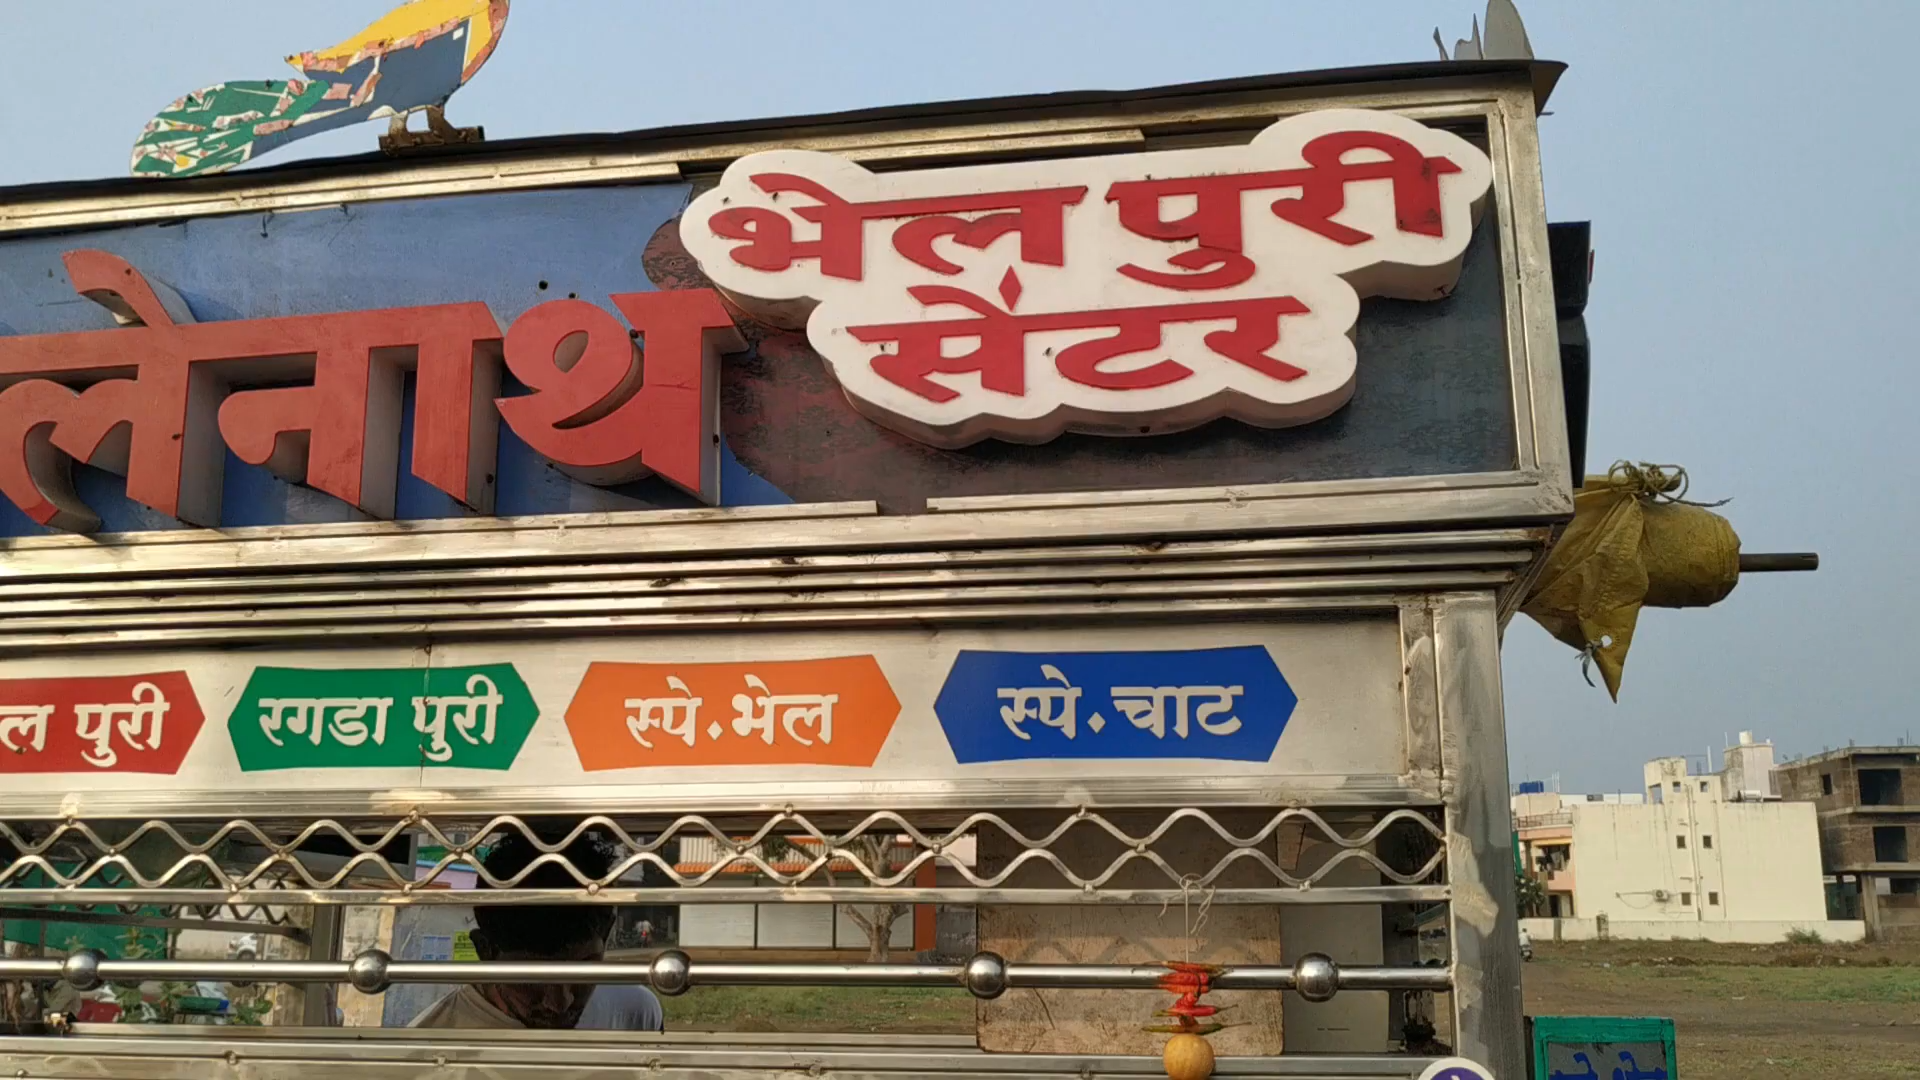 भेल पुरी
लेनाथ सेंटर
ल पुरी रगडा पुरी स्पे. भेल स्पे. चाट